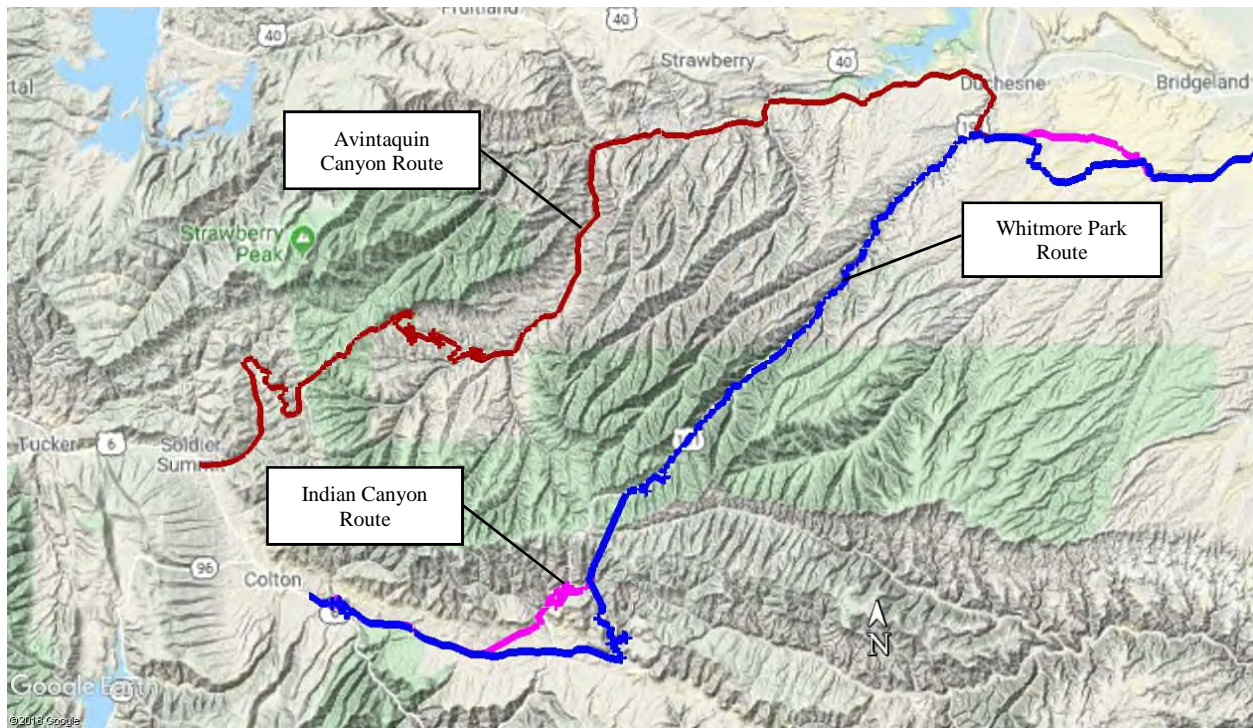 Fruitland
40
40
Strawberry
40
Duchesne
Bridgeland
Avintaquin
Canyon Route
Whitmore Park
Route
Strawberry
Peak
Tucker
6
Soldier
Indian Canyon
Route
96
Colton
N
Google Earth
©2018 Google